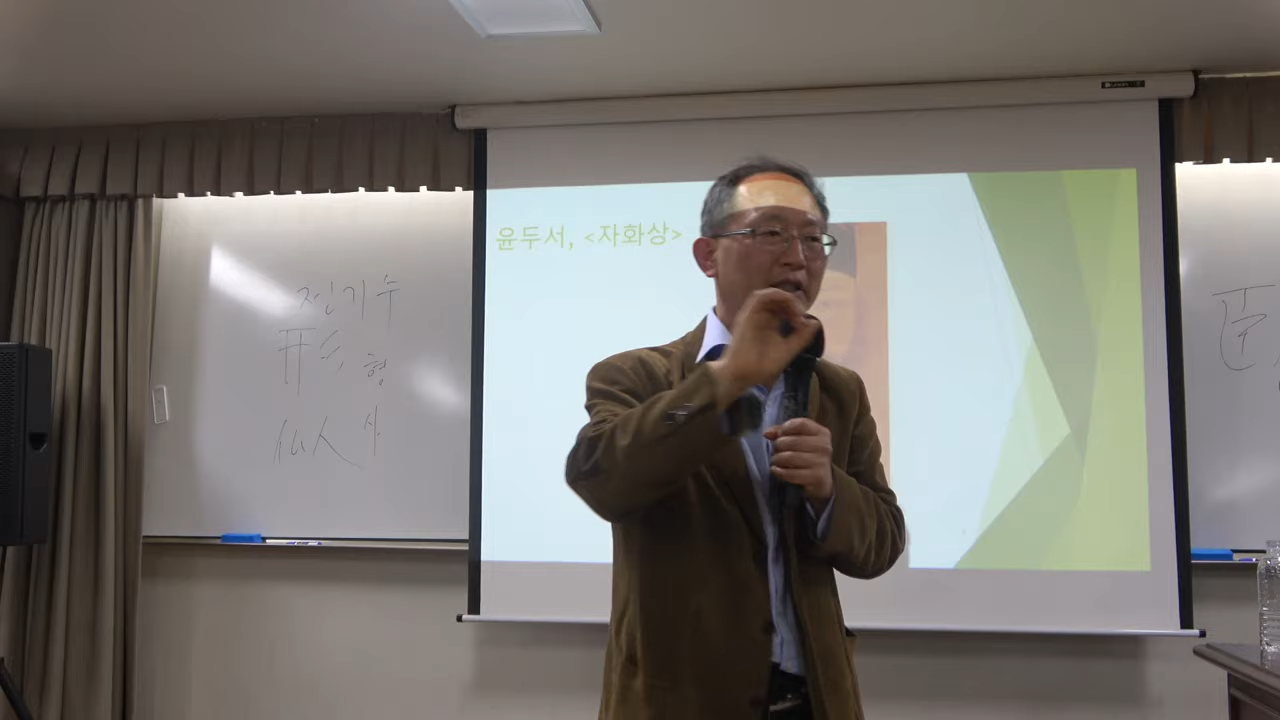 전기수
形 형
仙人 사
윤두서, <자화상>